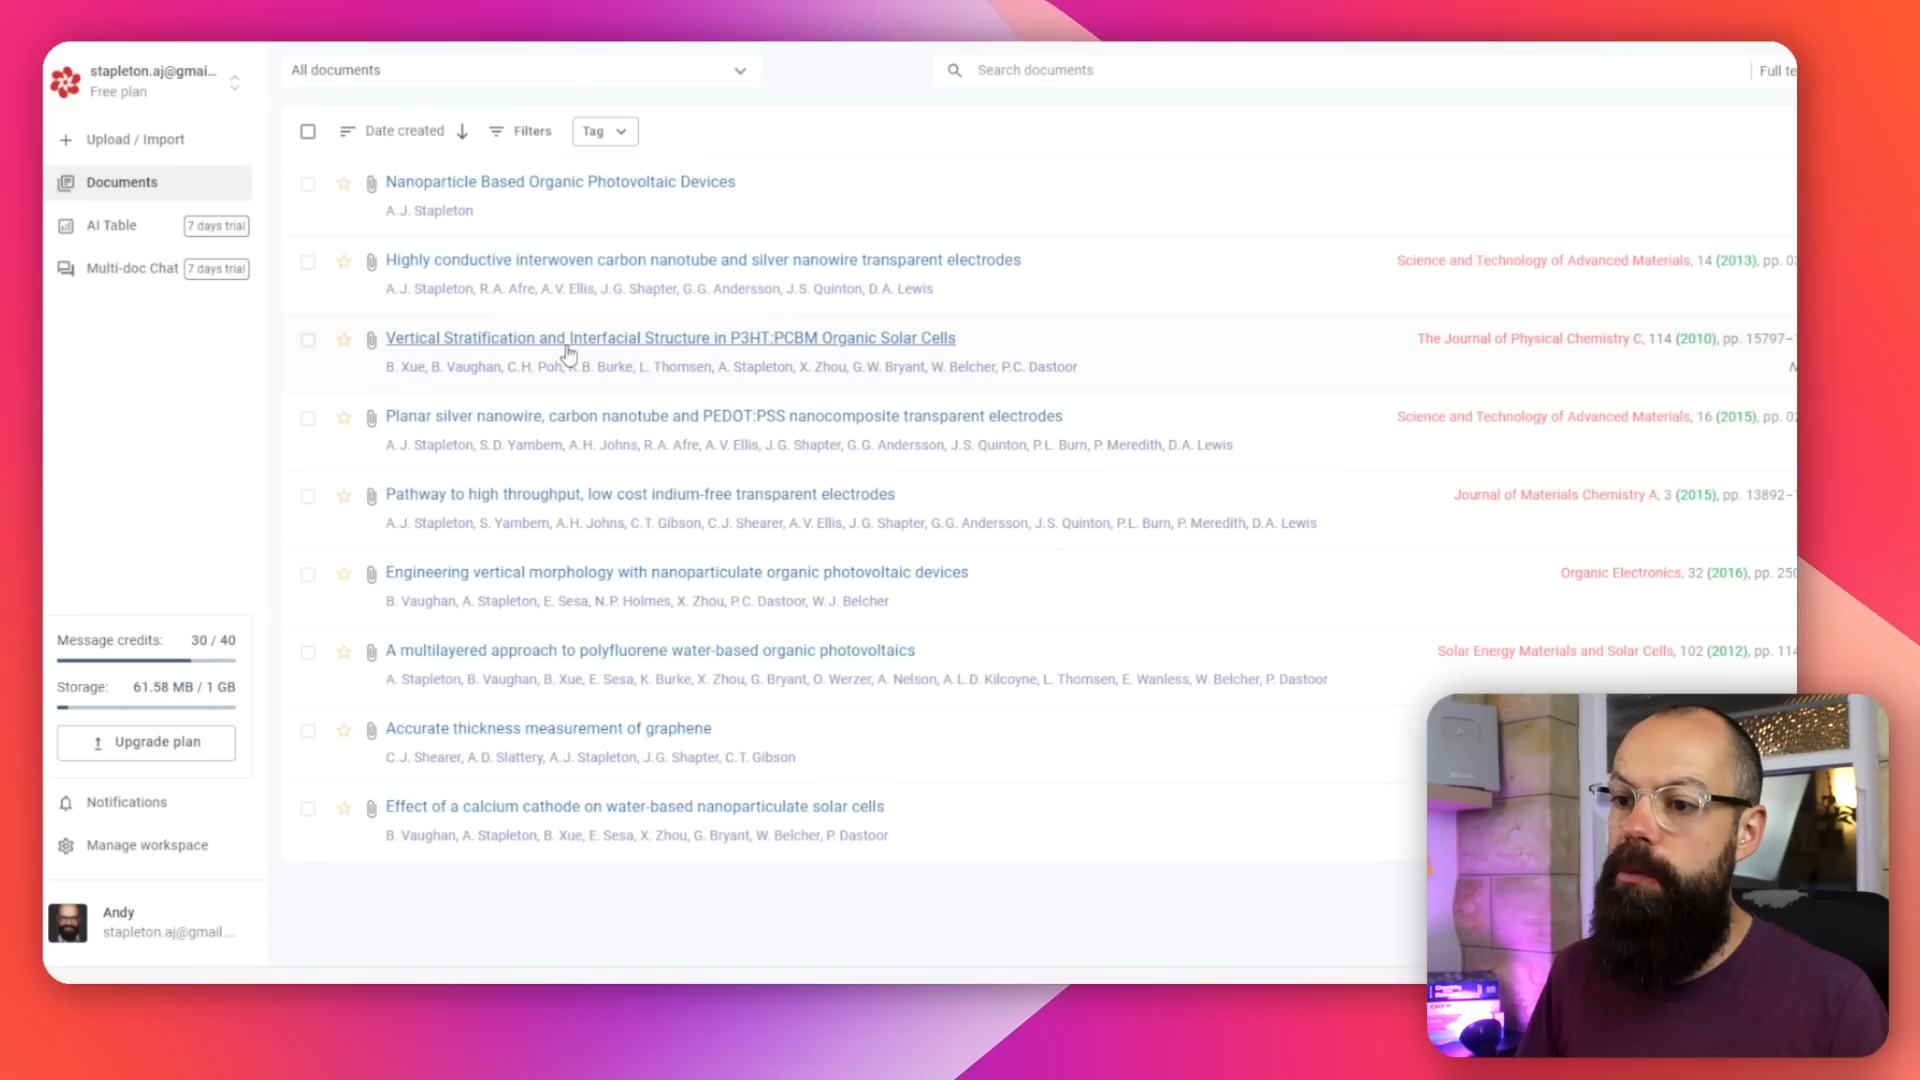 stapleton.aj@gmai...
Free plan
Upload / Import
Documents
AI Table 7 days trial
Multi-doc Chat 7 days trial
Message credits: 30 / 40
Storage: 61.58 MB / 1 GB
Upgrade plan
Notifications
Manage workspace
Andy
stapleton.aj@gmail....
All documents
Search documents
Full te
Date created
Filters
Tag
Nanoparticle Based Organic Photovoltaic Devices
A.J. Stapleton
Highly conductive interwoven carbon nanotube and silver nanowire transparent electrodes
Science and Technology of Advanced Materials, 14 (2013), pp. 03
A.J. Stapleton, R.A. Afre, A.V. Ellis, J.G. Shapter, G.G. Andersson, J.S. Quinton, D.A. Lewis
Vertical Stratification and Interfacial Structure in P3HT:PCBM Organic Solar Cells
The Journal of Physical Chemistry C, 114 (2010), pp. 15797–
B. Xue, B. Vaughan, C.H. Poh, K.B. Burke, L. Thomsen, A. Stapleton, X. Zhou, G.W. Bryant, W. Belcher, P.C. Dastoor
Planar silver nanowire, carbon nanotube and PEDOT:PSS nanocomposite transparent electrodes
Science and Technology of Advanced Materials, 16 (2015), pp. 02
A.J. Stapleton, S.D. Yambem, A.H. Johns, R.A. Afre, A.V. Ellis, J.G. Shapter, G.G. Andersson, J.S. Quinton, P.L. Burn, P. Meredith, D.A. Lewis
Pathway to high throughput, low cost indium-free transparent electrodes
Journal of Materials Chemistry A, 3 (2015), pp. 13892–
A.J. Stapleton, S. Yambem, A.H. Johns, C.T. Gibson, C.J. Shearer, A.V. Ellis, J.G. Shapter, G.G. Andersson, J.S. Quinton, P.L. Burn, P. Meredith, D.A. Lewis
Engineering vertical morphology with nanoparticulate organic photovoltaic devices
Organic Electronics, 32 (2016), pp. 250
B. Vaughan, A. Stapleton, E. Sesa, N.P. Holmes, X. Zhou, P.C. Dastoor, W.J. Belcher
A multilayered approach to polyfluorene water-based organic photovoltaics
Solar Energy Materials and Solar Cells, 102 (2012), pp. 114
A. Stapleton, B. Vaughan, B. Xue, E. Sesa, K. Burke, X. Zhou, G. Bryant, O. Werzer, A. Nelson, A.L.D. Kilcoyne, L. Thomsen, E. Wanless, W. Belcher, P. Dastoor
Accurate thickness measurement of graphene
C.J. Shearer, A.D. Slattery, A.J. Stapleton, J.G. Shapter, C.T. Gibson
Effect of a calcium cathode on water-based nanoparticulate solar cells
B. Vaughan, A. Stapleton, B. Xue, E. Sesa, X. Zhou, G. Bryant, W. Belcher, P. Dastoor